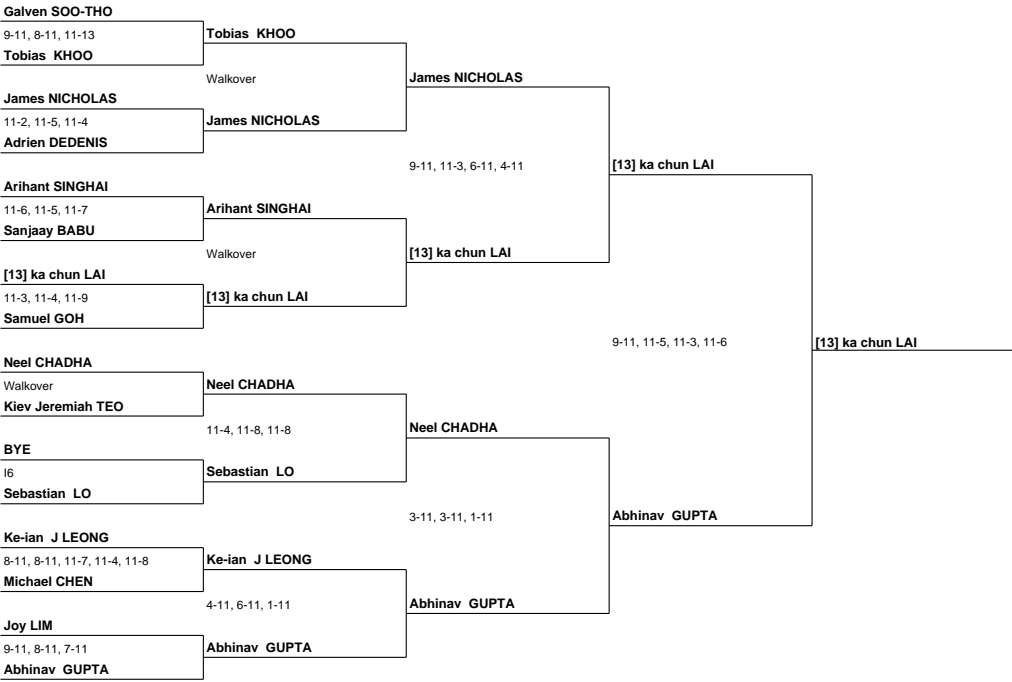 Galven SOO-THO
9-11, 8-11, 11-13
Tobias KHOO
James NICHOLAS
11-2, 11-5, 11-4
Adrien DEDENIS
Arihant SINGHAI
11-6, 11-5, 11-7
Sanjaay BABU
[13] ka chun LAI
11-3, 11-4, 11-9
Samuel GOH
Neel CHADHA
Walkover
Kiev Jeremiah TEO
BYE
I6
Sebastian LO
Ke-ian J LEONG
8-11, 8-11, 11-7, 11-4, 11-8
Michael CHEN
Joy LIM
9-11, 8-11, 7-11
Abhinav GUPTA
Tobias KHOO
Walkover
James NICHOLAS
Arihant SINGHAI
Walkover
[13] ka chun LAI
Neel CHADHA
11-4, 11-8, 11-8
Sebastian LO
Ke-ian J LEONG
4-11, 6-11, 1-11
Abhinav GUPTA
James NICHOLAS
9-11, 11-3, 6-11, 4-11
[13] ka chun LAI
Neel CHADHA
3-11, 3-11, 1-11
Abhinav GUPTA
[13] ka chun LAI
9-11, 11-5, 11-3, 11-6
Abhinav GUPTA
[13] ka chun LAI